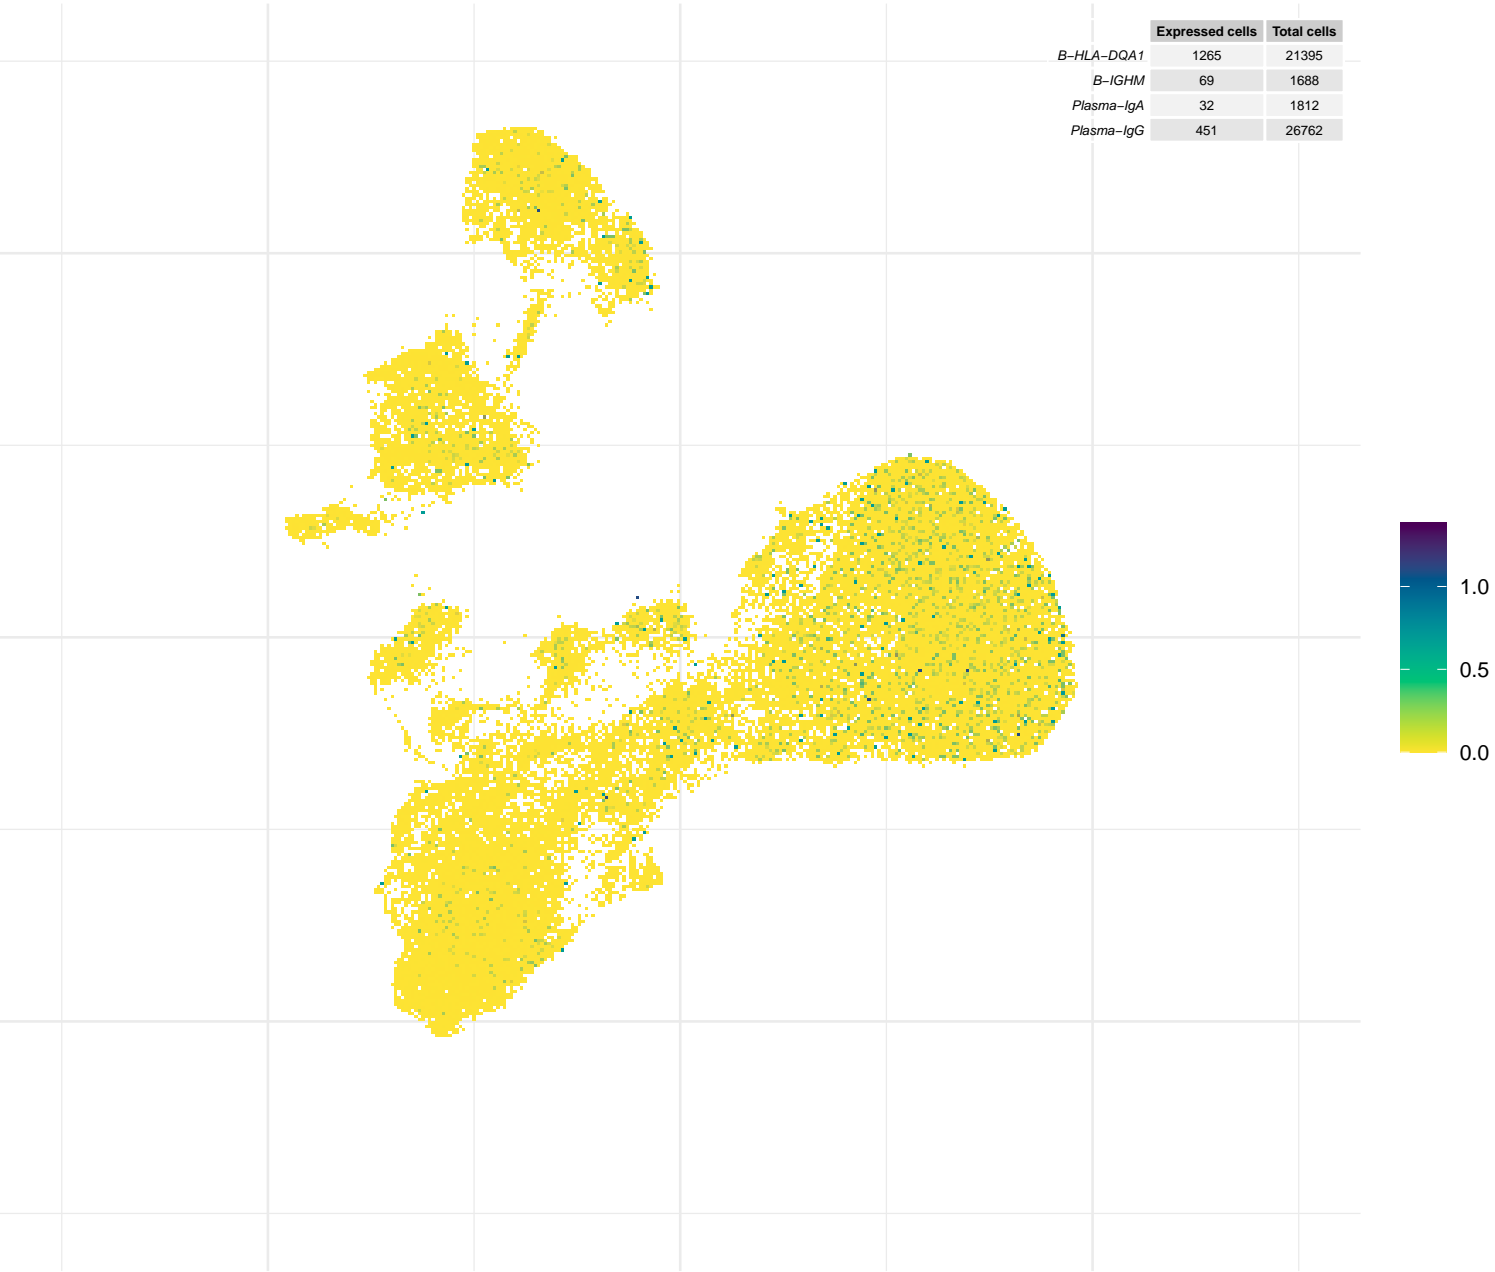 Expressed cells Total cells
B−HLA−DQA1 1265 21395
B−IGHM 69 1688
Plasma−IgA 32 1812
Plasma−IgG 451 26762
1.0
0.5
0.0